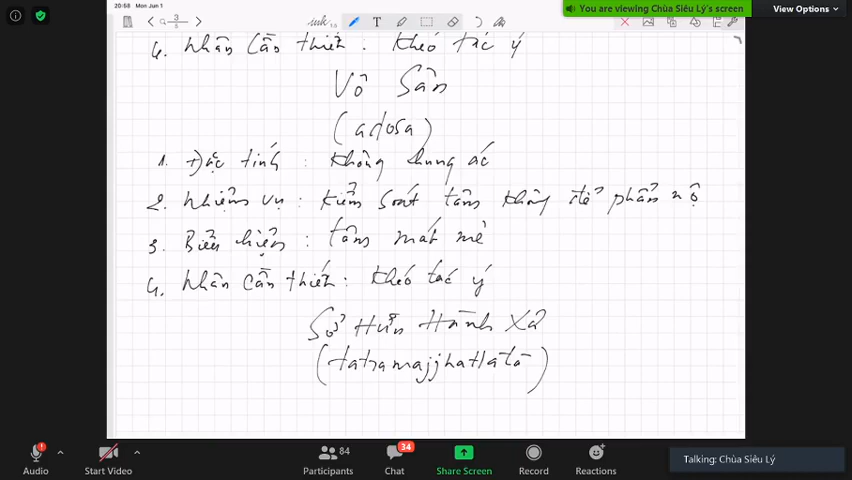 20:58 Mon Jun 1
You are viewing Chùa Siêu Lý's screen
View Options
3
4. Nhân cần thiết : Khéo tác ý
Vô Sân
(adosa)
1. Đặc tính : không hung ác
2. Nhiệm vụ : kiểm soát tâm không để phẫn nộ
3. Biểu hiện : tâm mát mẻ
4. Nhân cần thiết : khéo tác ý
Sở Hữu Hành Xả
(tatramajjhattatā)
Audio
Start Video
84
Participants
34
Chat
Share Screen
Record
Reactions
Talking: Chùa Siêu Lý